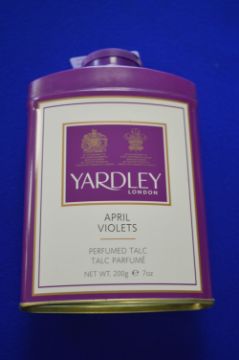 YARDLEY
LONDON
APRIL
VIOLETS
PERFUMED TALC
TALC PARFUMÉ
NET WT. 200g ℮ 7oz